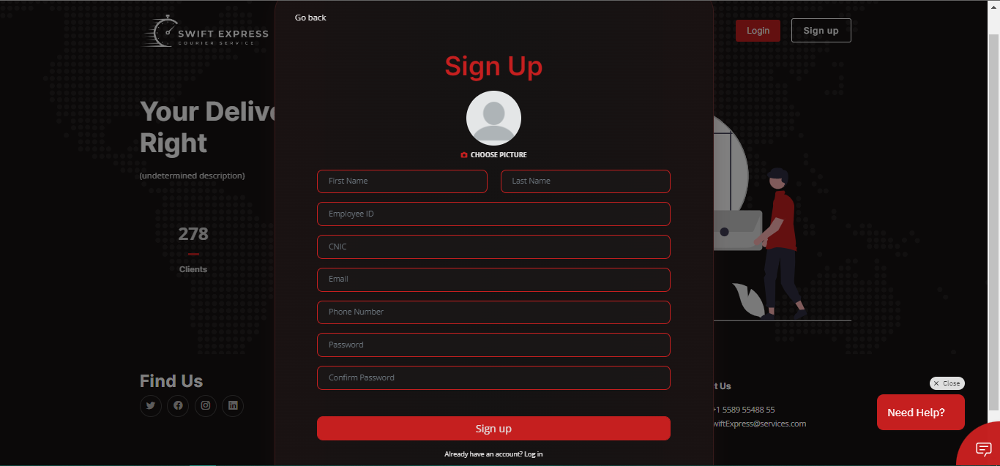 Go back
SWIFT EXPRESS
COURIER SERVICE
Login
Sign up
Sign Up
CHOOSE PICTURE
Your Delive
Right
(undetermined description)
278
Clients
First Name
Last Name
Employee ID
CNIC
Email
Phone Number
Password
Confirm Password
Sign up
Already have an account? Log in
Find Us
t Us
+1 5589 55488 55
wiftExpress@services.com
Close
Need Help?